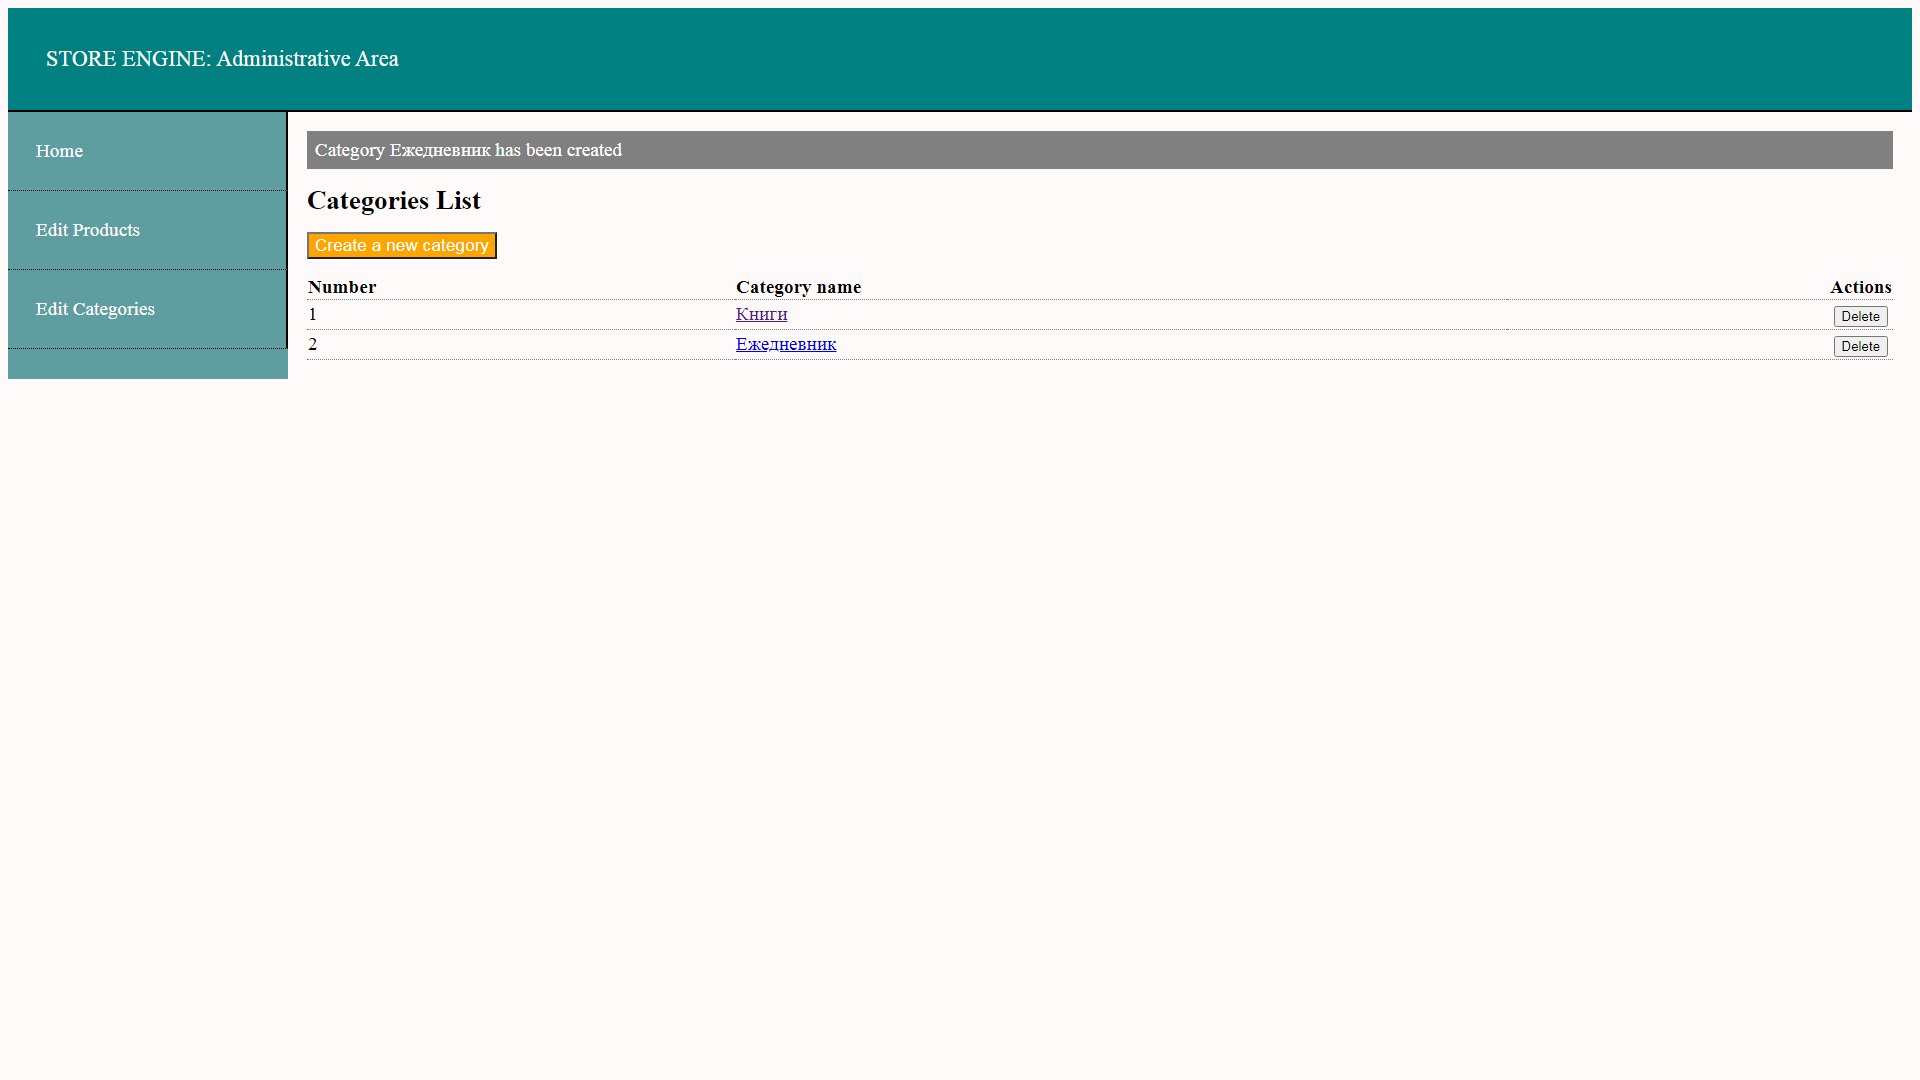 STORE ENGINE: Administrative Area
Home
Edit Products
Edit Categories
Category Ежедневник has been created
Categories List
Create a new category
Number Category name Actions
1 Книги Delete
2 Ежедневник Delete